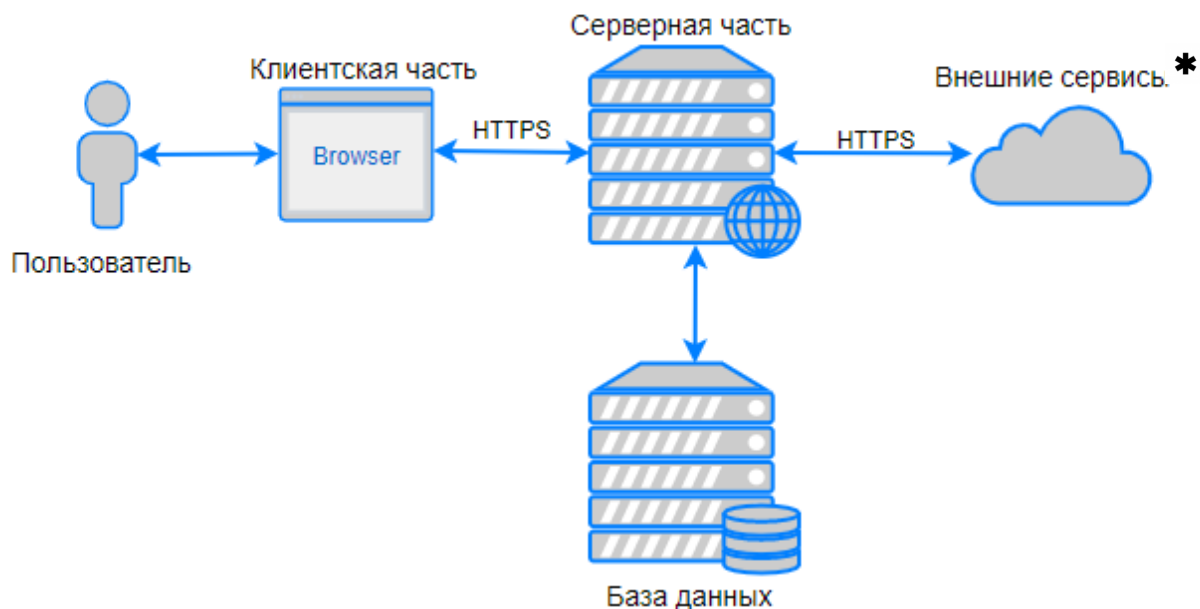 Серверная часть
Клиентская часть
Внешние сервисы*
Browser
HTTPS
HTTPS
Пользователь
База данных